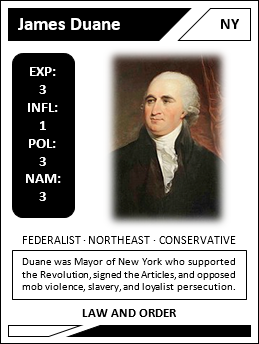 James Duane
NY
EXP:
3
INFL:
1
POL:
3
NAM:
3
FEDERALIST · NORTHEAST · CONSERVATIVE
Duane was Mayor of New York who supported
the Revolution, signed the Articles, and opposed
mob violence, slavery, and loyalist persecution.
LAW AND ORDER